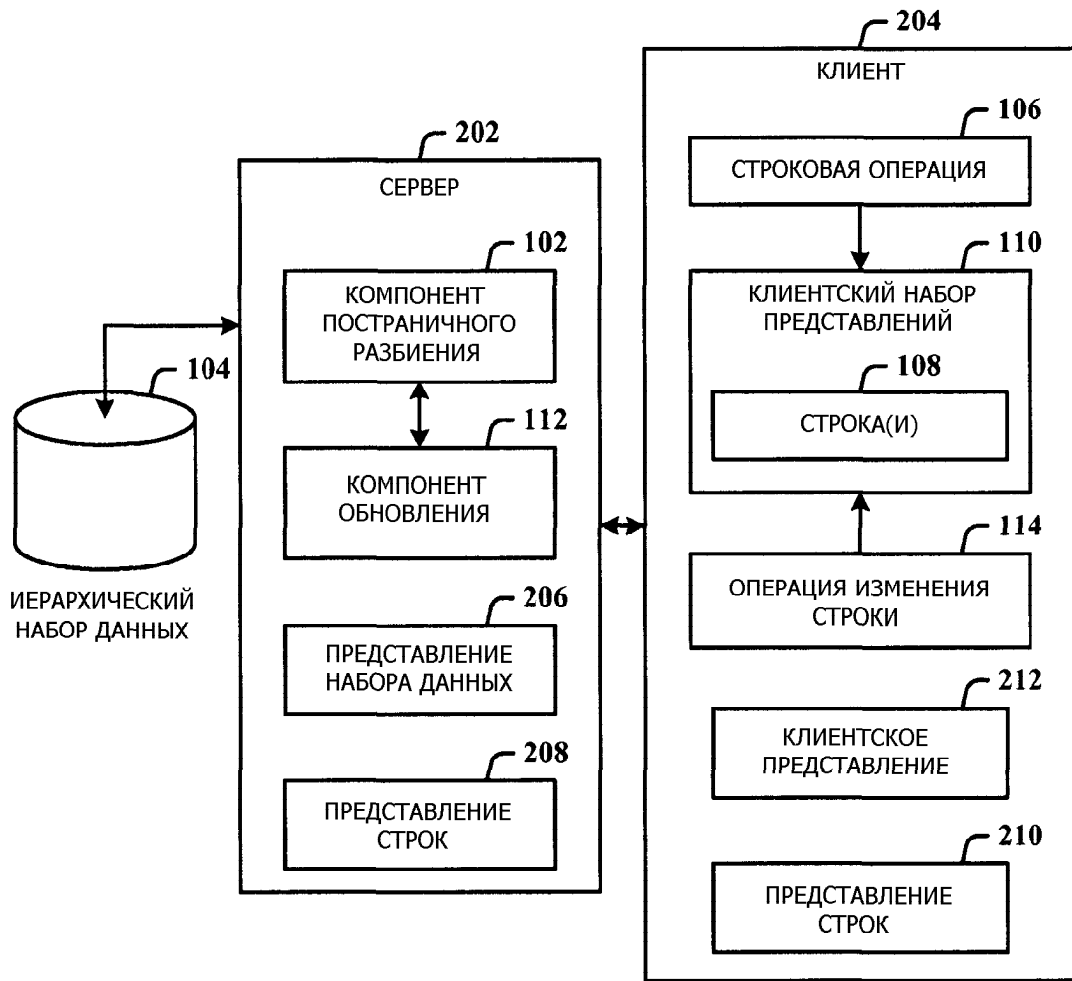 204
КЛИЕНТ
106
СТРОКОВАЯ ОПЕРАЦИЯ
110
КЛИЕНТСКИЙ НАБОР
ПРЕДСТАВЛЕНИЙ
108
СТРОКА(И)
114
ОПЕРАЦИЯ ИЗМЕНЕНИЯ
СТРОКИ
212
КЛИЕНТСКОЕ
ПРЕДСТАВЛЕНИЕ
210
ПРЕДСТАВЛЕНИЕ
СТРОК
202
СЕРВЕР
102
КОМПОНЕНТ
ПОСТРАНИЧНОГО
РАЗБИЕНИЯ
112
КОМПОНЕНТ
ОБНОВЛЕНИЯ
206
ПРЕДСТАВЛЕНИЕ
НАБОРА ДАННЫХ
208
ПРЕДСТАВЛЕНИЕ
СТРОК
104
ИЕРАРХИЧЕСКИЙ
НАБОР ДАННЫХ